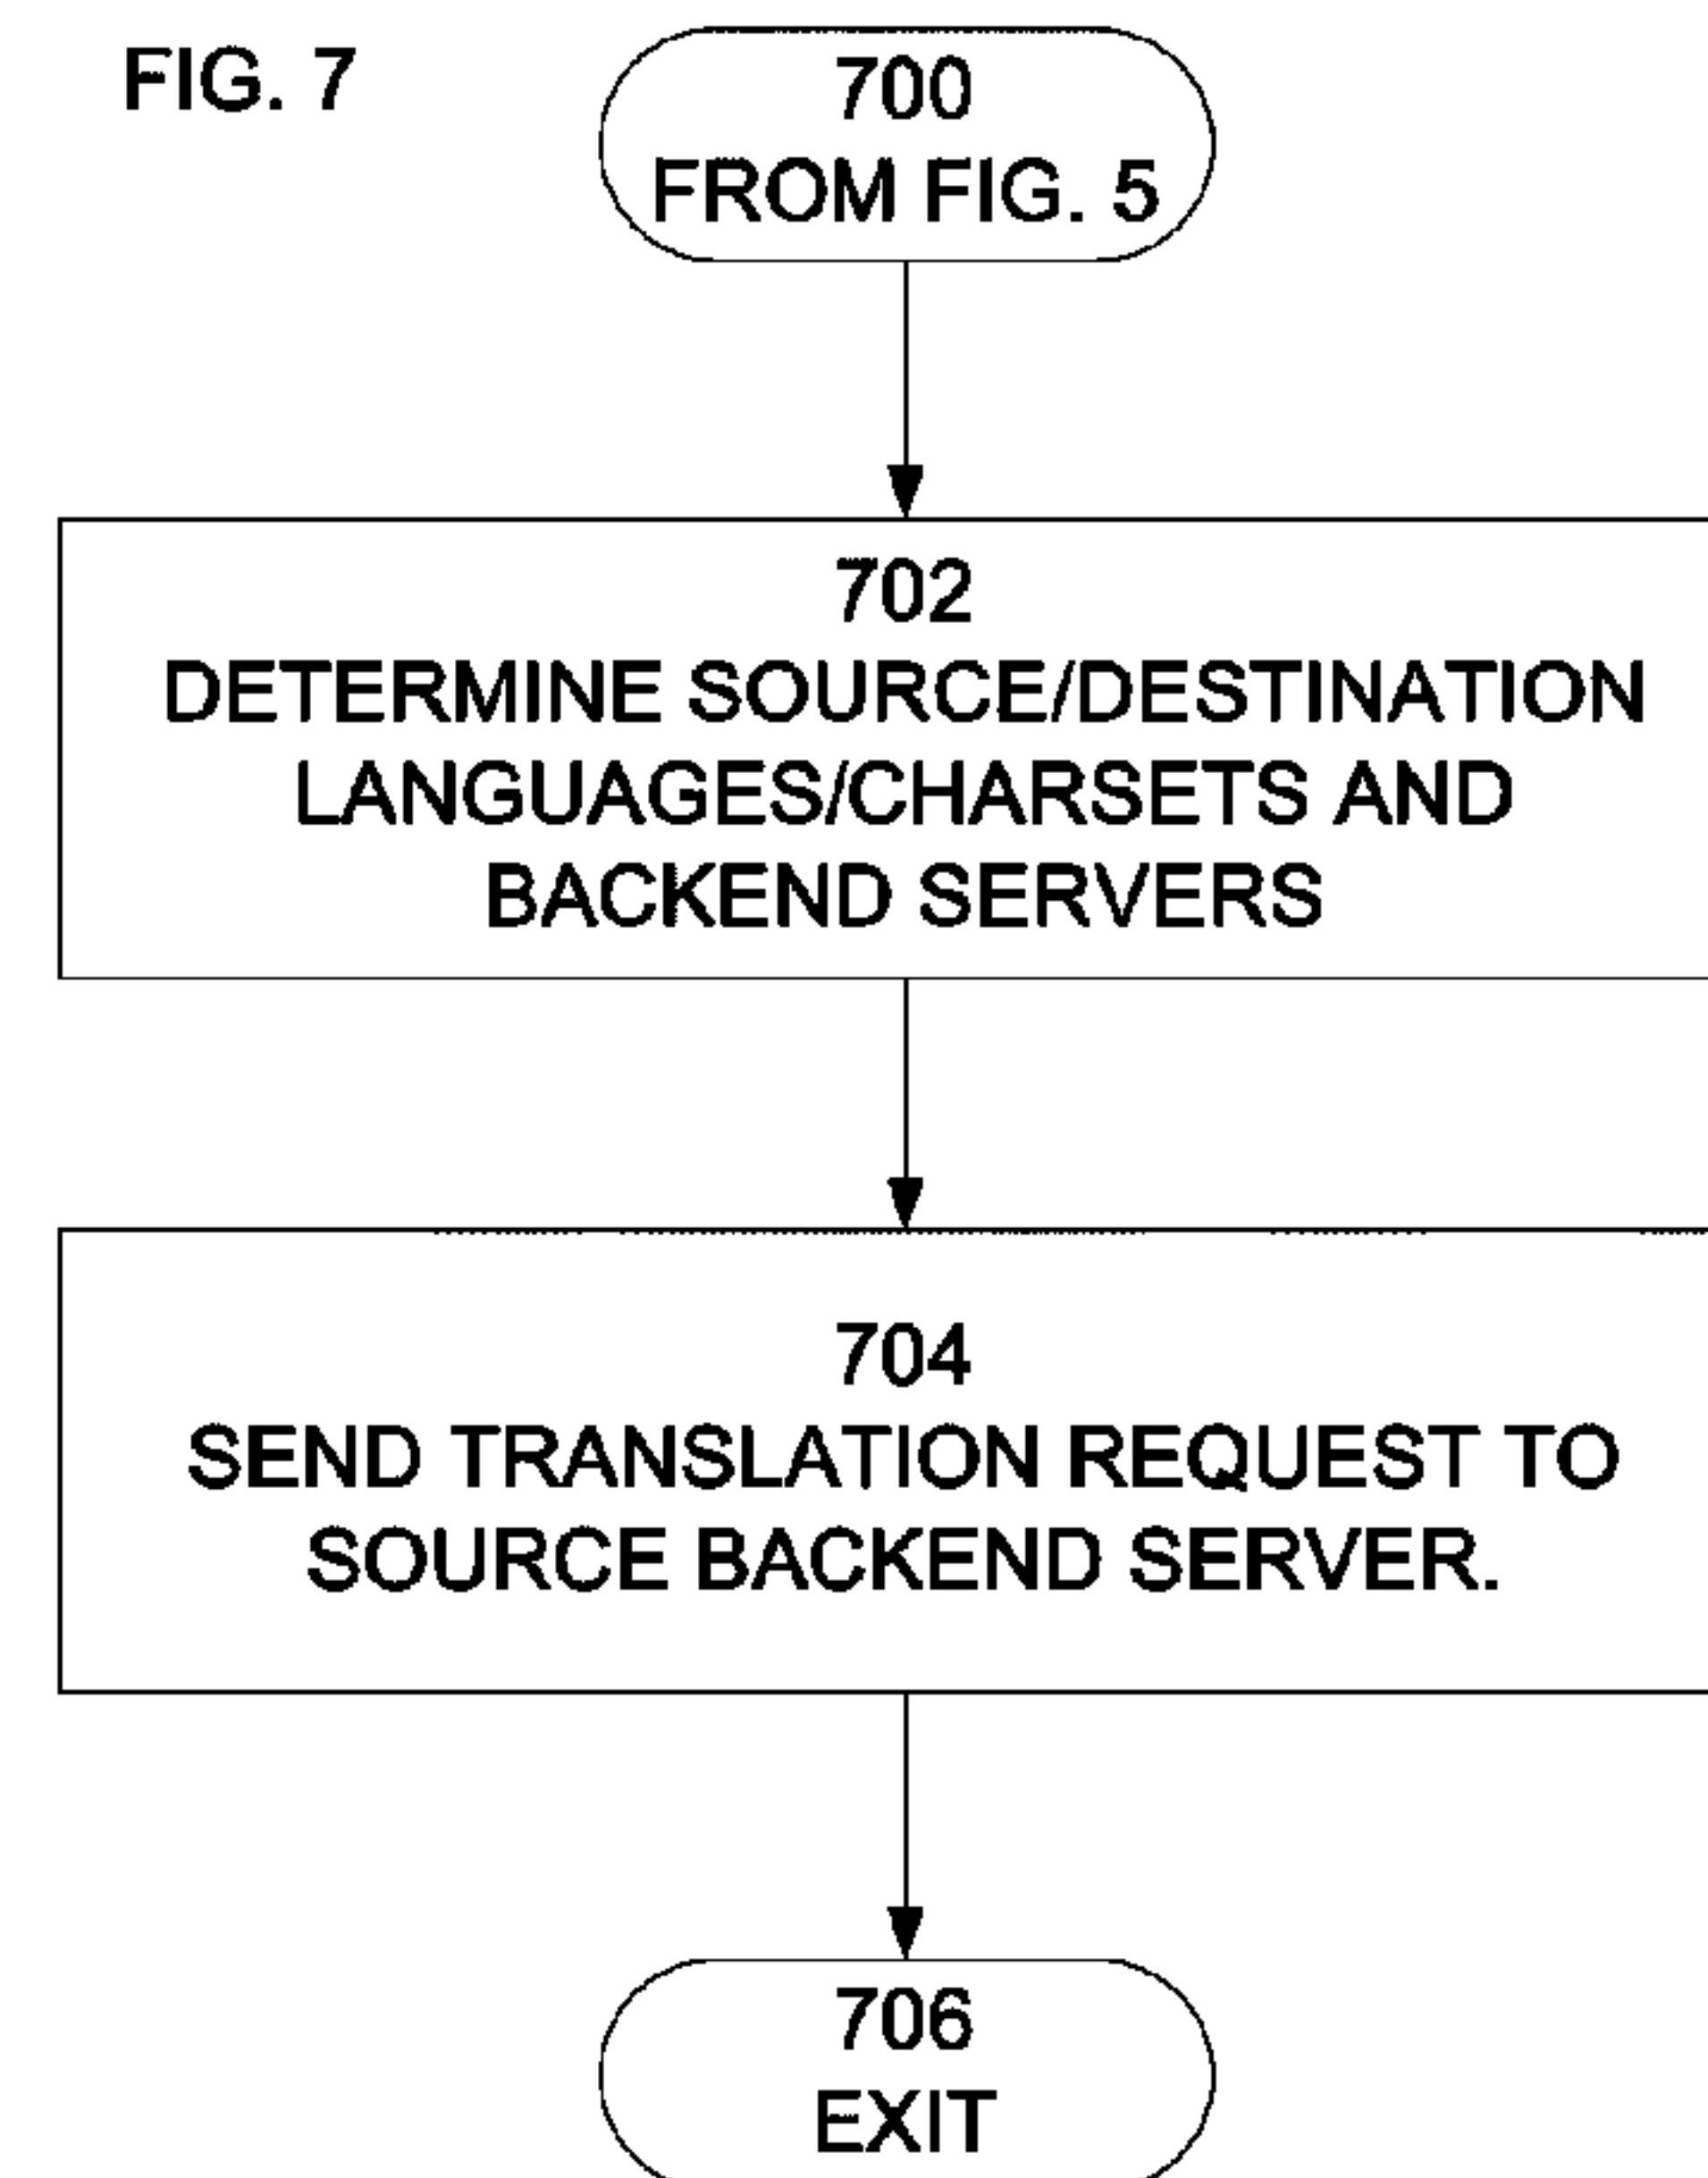 FIG. 7
700
FROM FIG. 5
702
DETERMINE SOURCE/DESTINATION
LANGUAGES/CHARSETS AND
BACKEND SERVERS
704
SEND TRANSLATION REQUEST TO
SOURCE BACKEND SERVER.
706
EXIT